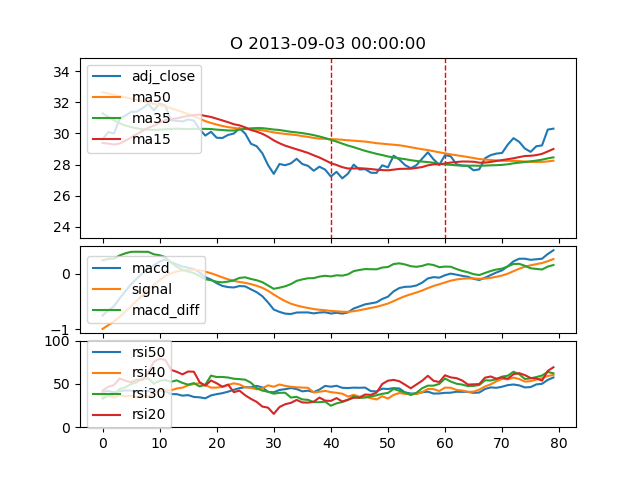 O 2013-09-03 00:00:00
34
32
30
28
26
24
adj_close
ma50
ma35
ma15
0
−1
macd
signal
macd_diff
100
50
0
rsi50
rsi40
rsi30
rsi20
0 10 20 30 40 50 60 70 80